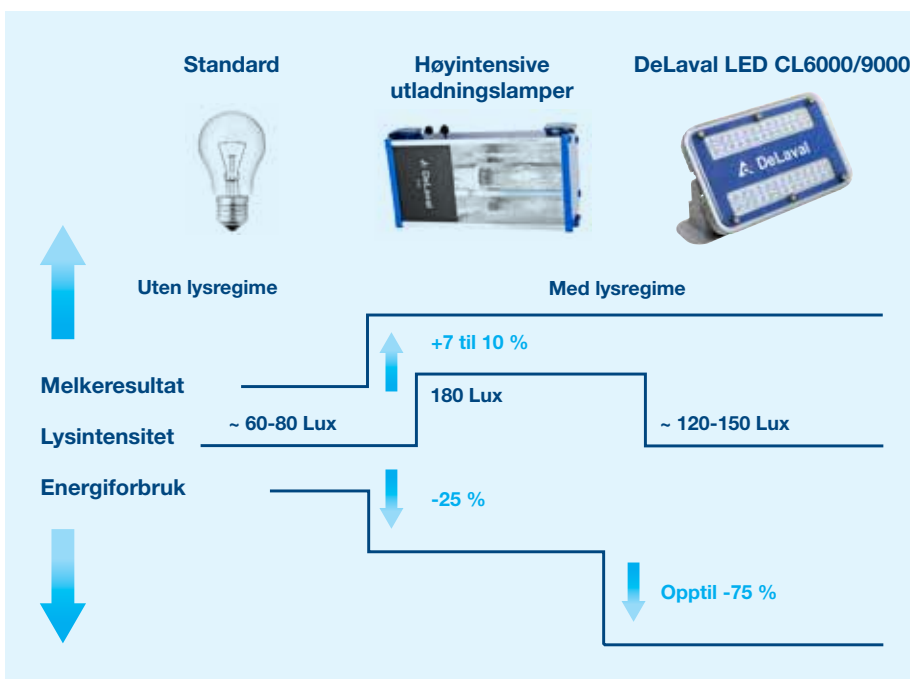 Standard
Høyintensive
utladningslamper
DeLaval LED CL6000/9000
DeLaval
DeLaval
Uten lysregime
Med lysregime
+7 til 10 %
Melkeresultat
180 Lux
~ 60-80 Lux
~ 120-150 Lux
Lysintensitet
Energiforbruk
-25 %
Opptil -75 %